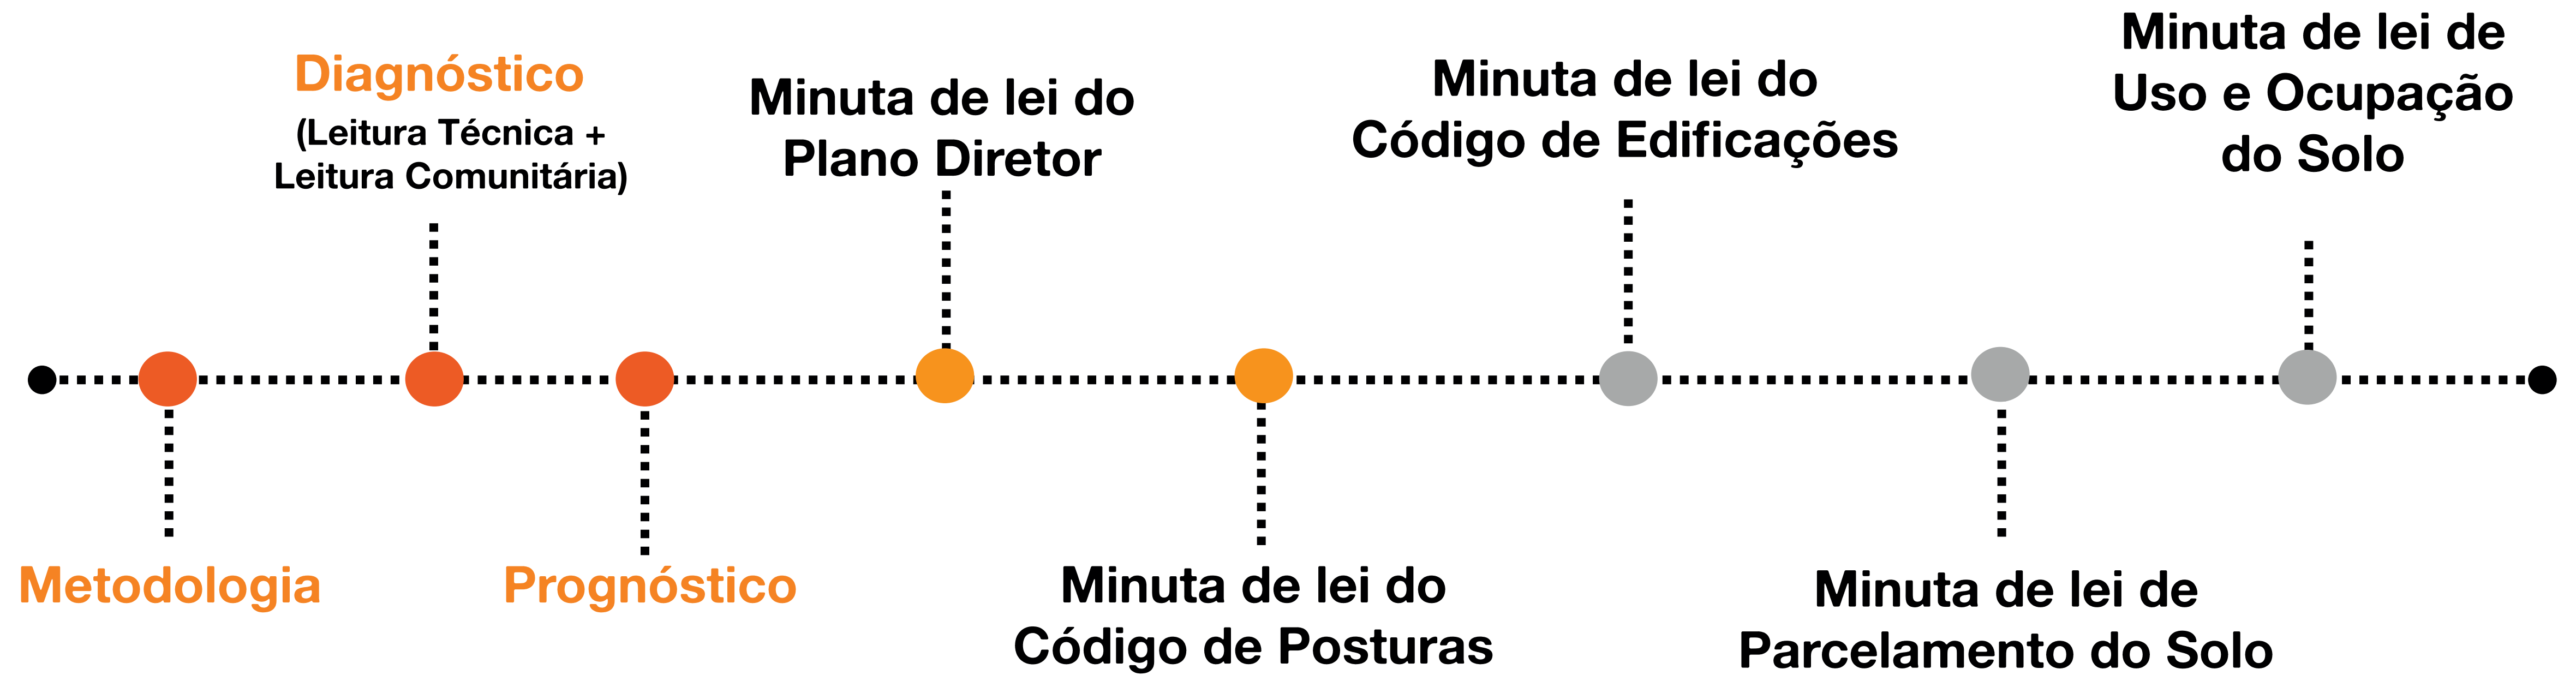 Metodologia
Diagnóstico
(Leitura Técnica +
Leitura Comunitária)
Prognóstico
Minuta de lei do
Plano Diretor
Minuta de lei do
Código de Posturas
Minuta de lei do
Código de Edificações
Minuta de lei de
Parcelamento do Solo
Minuta de lei de
Uso e Ocupação
do Solo